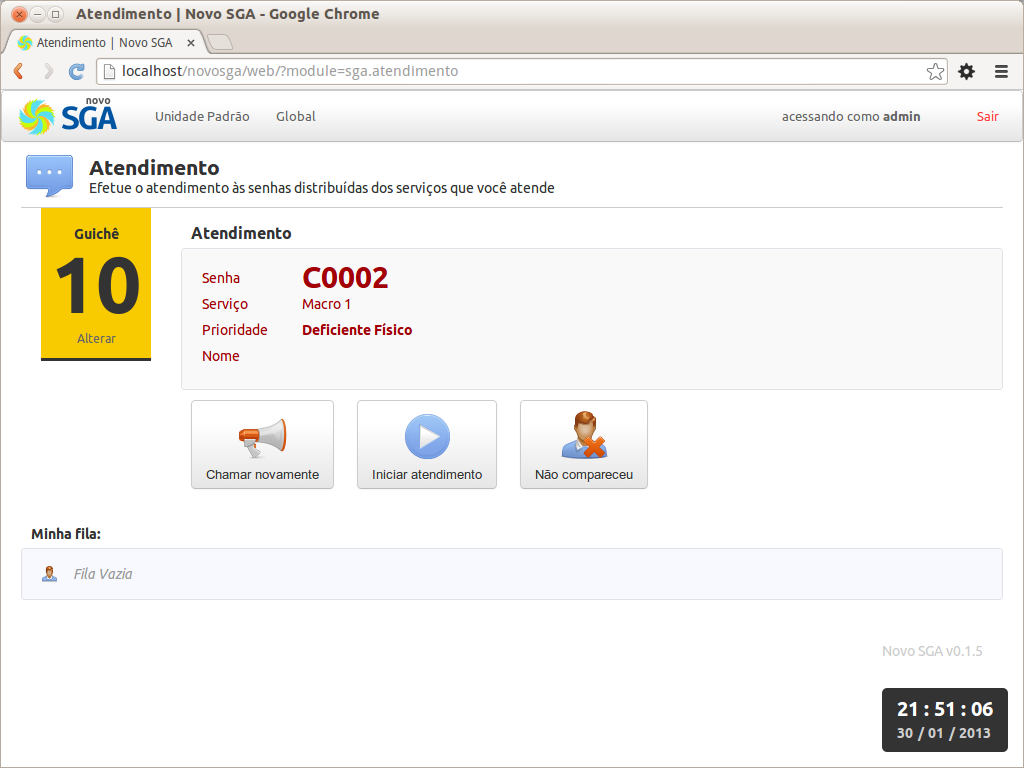 Atendimento | Novo SGA - Google Chrome
Atendimento | Novo SGA
localhost/novosga/web/?module=sga.atendimento
novo
SGA
Unidade Padrão Global acessando como admin Sair
Atendimento
Efetue o atendimento às senhas distribuídas dos serviços que você atende
Guichê
10
Alterar
Atendimento
Senha C0002
Serviço Macro 1
Prioridade Deficiente Físico
Nome
Chamar novamente Iniciar atendimento Não compareceu
Minha fila:
Fila Vazia
Novo SGA v0.1.5
21 : 51 : 06
30 / 01 / 2013